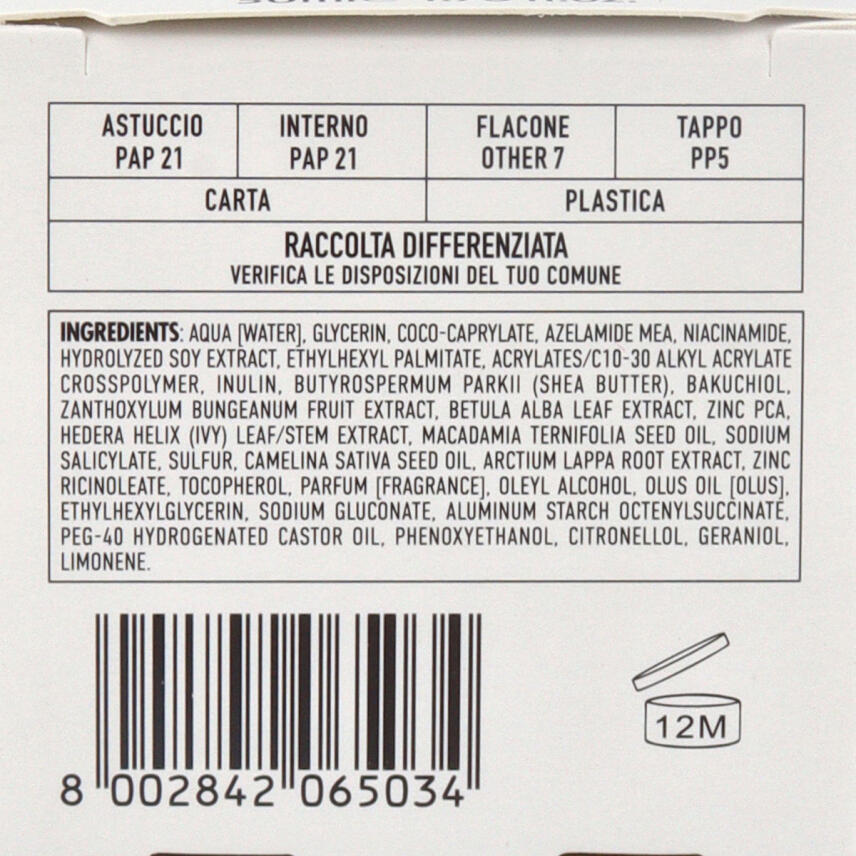 ASTUCCIO INTERNO FLACONE TAPPO
PAP 21 PAP 21 OTHER 7 PP5
CARTA PLASTICA
RACCOLTA DIFFERENZIATA
VERIFICA LE DISPOSIZIONI DEL TUO COMUNE
INGREDIENTS: AQUA [WATER], GLYCERIN, COCO-CAPRYLATE, AZELAMIDE MEA, NIACINAMIDE,
HYDROLYZED SOY EXTRACT, ETHYLHEXYL PALMITATE, ACRYLATES/C10-30 ALKYL ACRYLATE
CROSSPOLYMER, INULIN, BUTYROSPERMUM PARKII (SHEA BUTTER), BAKUCHIOL,
ZANTHOXYLUM BUNGEANUM FRUIT EXTRACT, BETULA ALBA LEAF EXTRACT, ZINC PCA,
HEDERA HELIX (IVY) LEAF/STEM EXTRACT, MACADAMIA TERNIFOLIA SEED OIL, SODIUM
SALICYLATE, SULFUR, CAMELINA SATIVA SEED OIL, ARCTIUM LAPPA ROOT EXTRACT, ZINC
RICINOLEATE, TOCOPHEROL, PARFUM [FRAGRANCE], OLEYL ALCOHOL, OLUS OIL [OLUS],
ETHYLHEXYLGLYCERIN, SODIUM GLUCONATE, ALUMINUM STARCH OCTENYLSUCCINATE,
PEG-40 HYDROGENATED CASTOR OIL, PHENOXYETHANOL, CITRONELLOL, GERANIOL,
LIMONENE.
12M
8 002842 065034